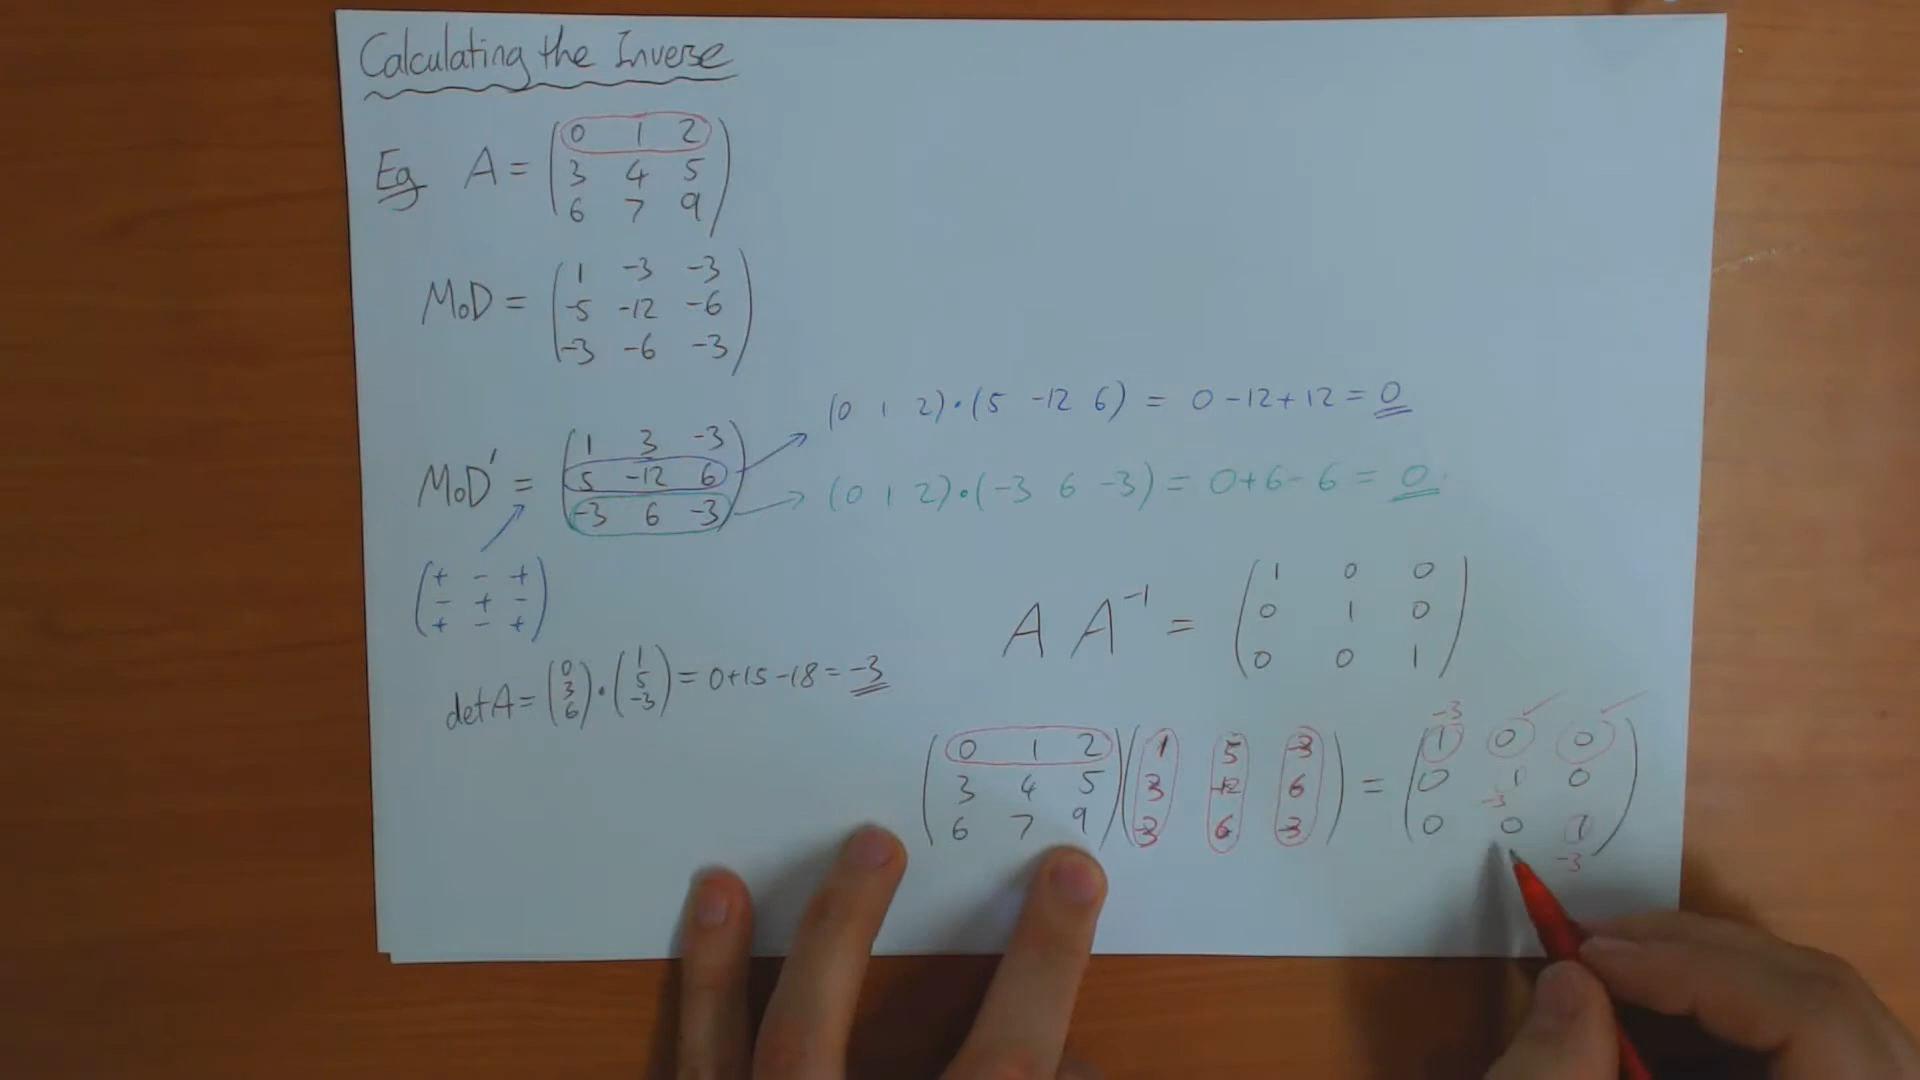 Calculating the Inverse
Eg A = (0 1 2
3 4 5
6 7 9)
MoD = (1 -3 -3
-5 -12 -6
-3 -6 -3)
MoD' = (1 3 -3
5 -12 6
-3 6 -3)
(0 1 2)·(5 -12 6) = 0-12+12 = 0
(0 1 2)·(-3 6 -3) = 0+6-6 = 0
(+ - +
- + -
+ - +)
det A = (0 3 6)·(1 5 -3) = 0+15-18 = -3
A A⁻¹ = (1 0 0
0 1 0
0 0 1)
-3
(0 1 2)(1 5 -3) = (1 0 0)
(3 4 5)(3 -12 6) (0 1 0)
-3
(6 7 9)(-3 6 -3) (0 0 1)
-3